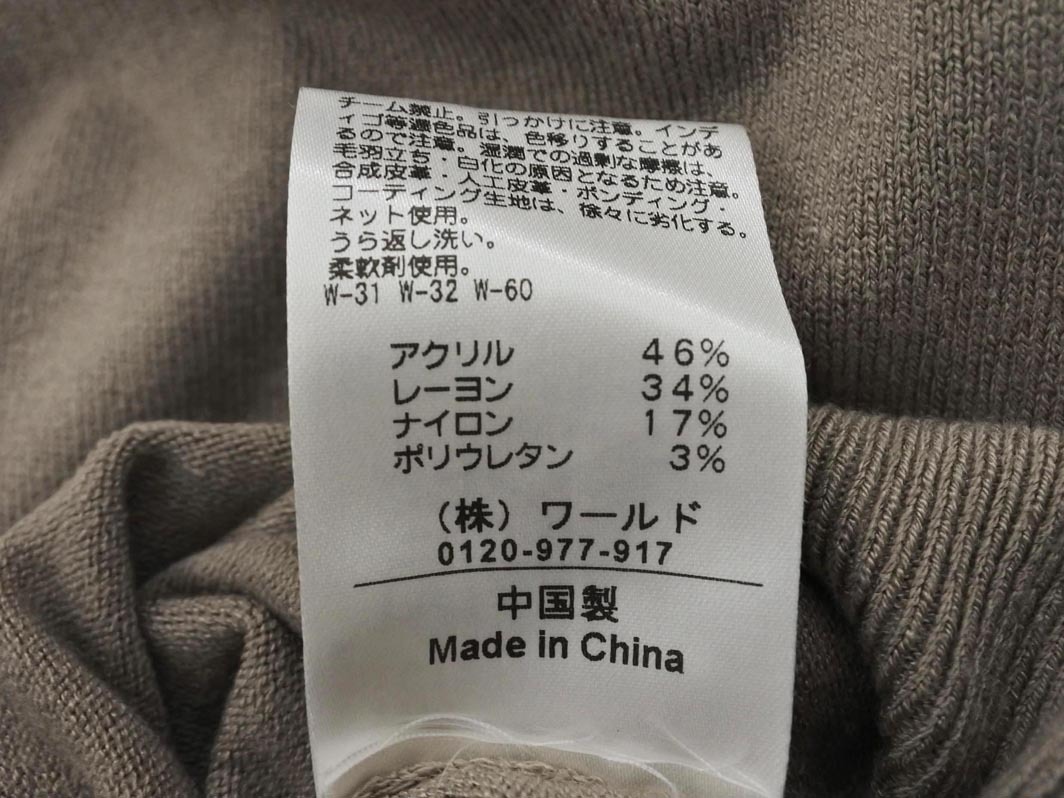 チーム禁止。引っかけに注意。インデ
ィゴ等濃色品は、色移りすることがあ
るので注意。湿潤での過剰な摩擦は、
毛羽立ち・白化の原因となるため注意。
合成皮革・人工皮革・ボンディング・
コーティング生地は、徐々に劣化する。
ネット使用。
うら返し洗い。
柔軟剤使用。
W-31 W-32 W-60
アクリル 46%
レーヨン 34%
ナイロン 17%
ポリウレタン 3%
（株）ワールド
0120-977-917
中国製
Made in China